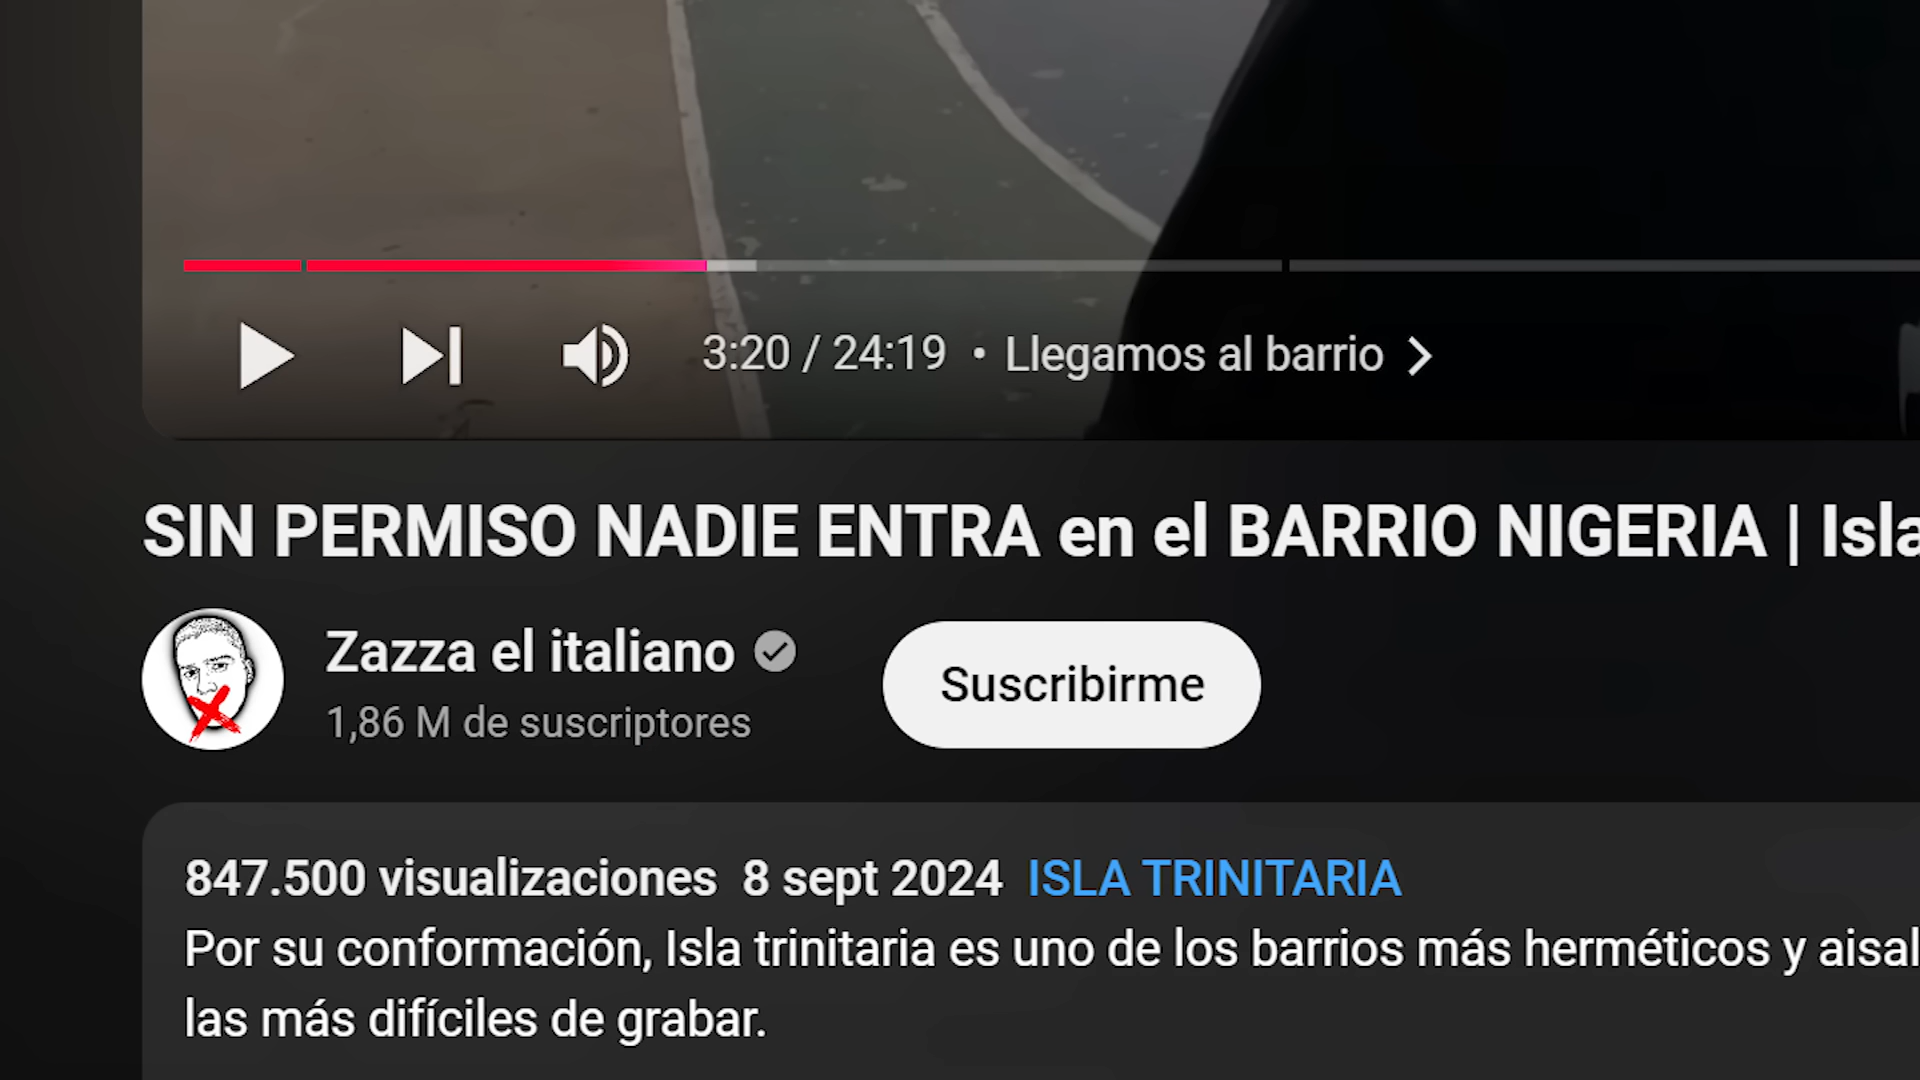 3:20 / 24:19 • Llegamos al barrio
SIN PERMISO NADIE ENTRA en el BARRIO NIGERIA | Isla
Zazza el italiano
1,86 M de suscriptores
Suscribirme
847.500 visualizaciones 8 sept 2024 ISLA TRINITARIA
Por su conformación, Isla trinitaria es uno de los barrios más herméticos y aisal
las más difíciles de grabar.